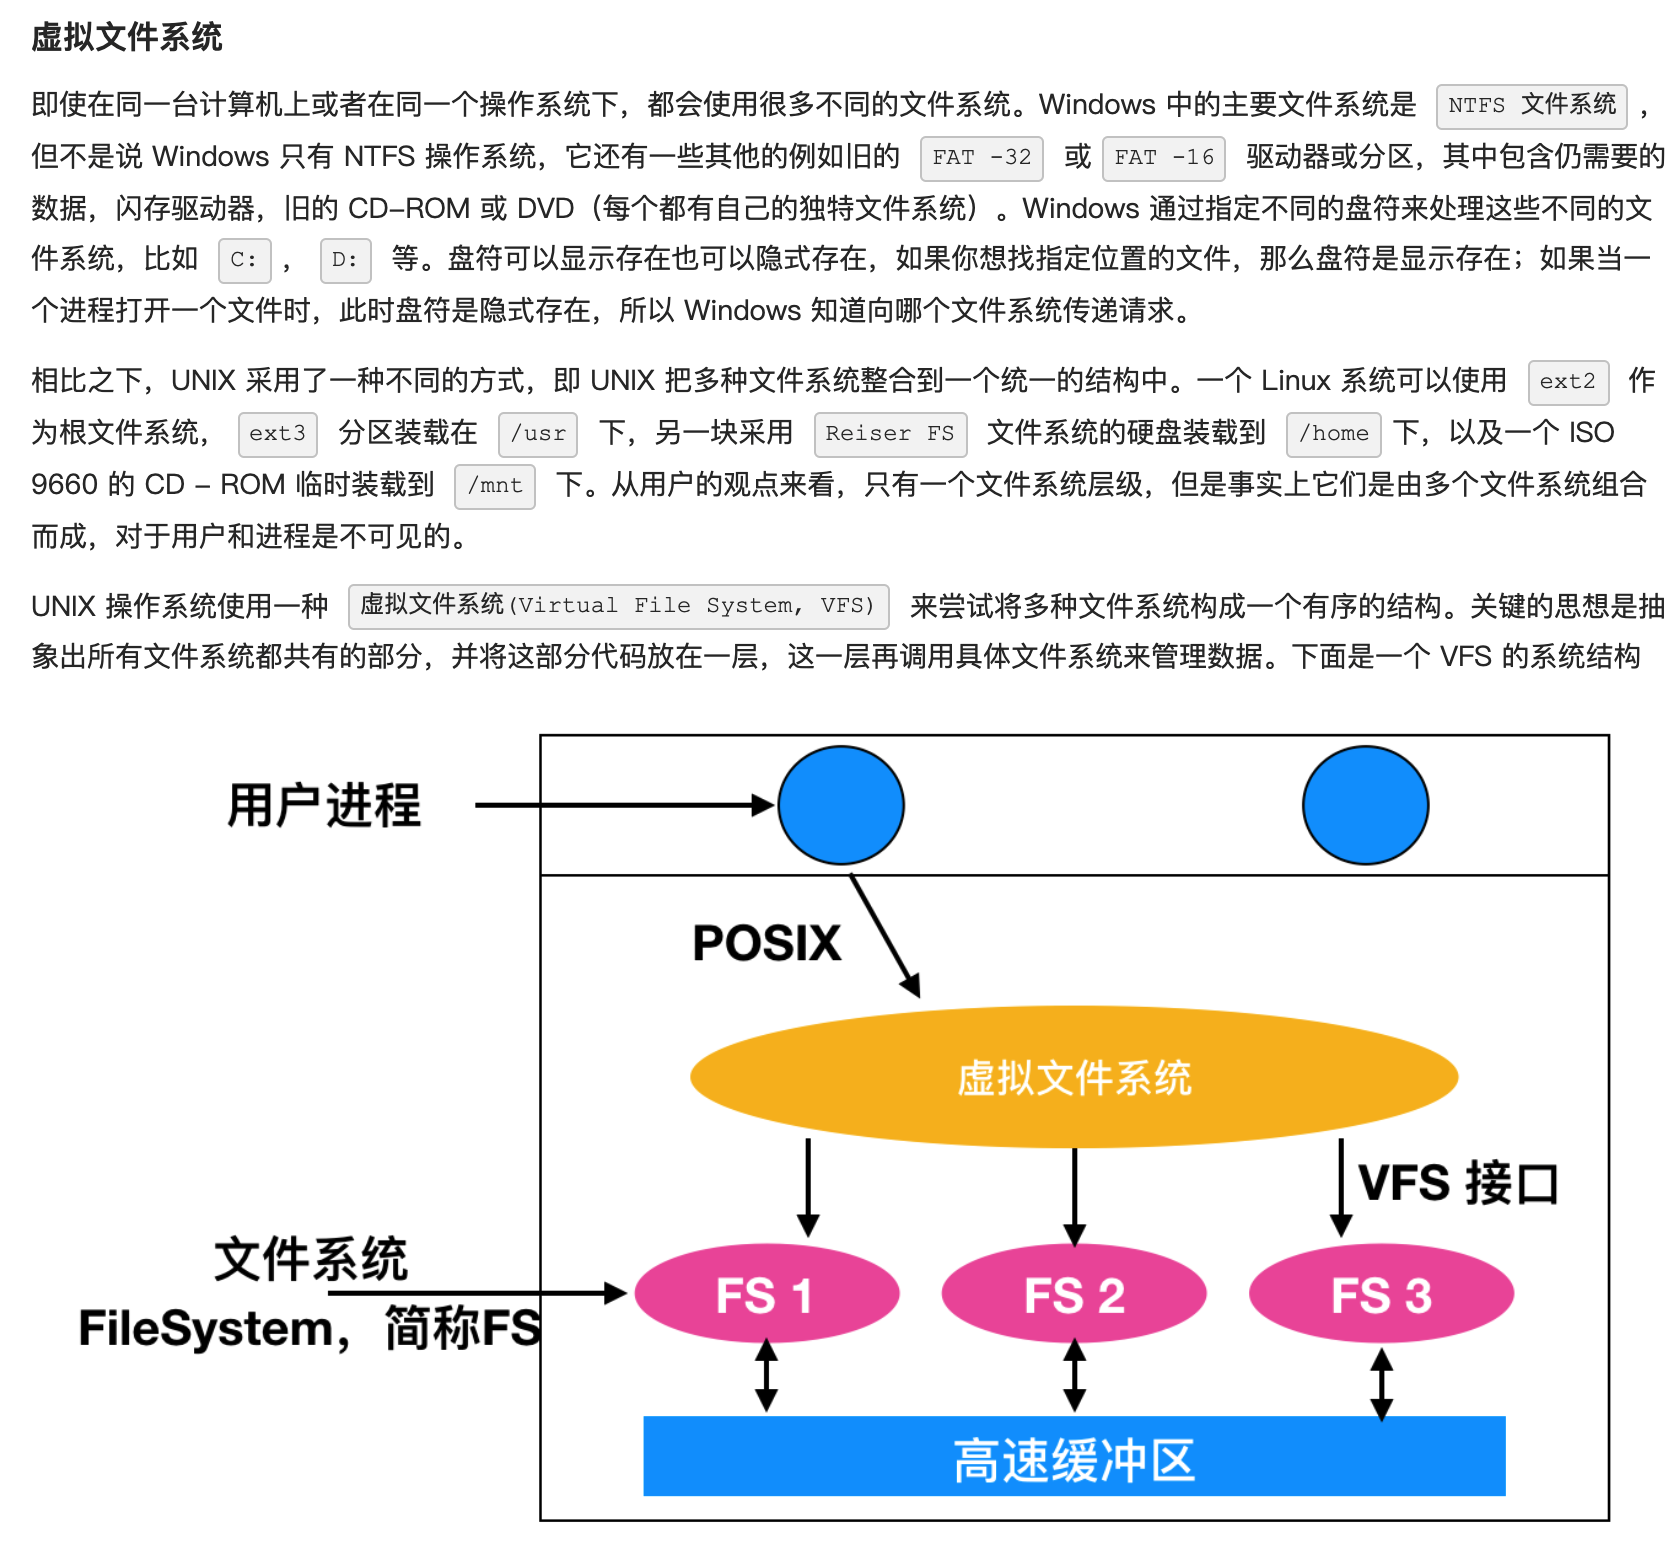 虚拟文件系统
即使在同一台计算机上或者在同一个操作系统下，都会使用很多不同的文件系统。Windows 中的主要文件系统是 NTFS 文件系统 ，
但不是说 Windows 只有 NTFS 操作系统，它还有一些其他的例如旧的 FAT -32 或 FAT -16 驱动器或分区，其中包含仍需要的
数据，闪存驱动器，旧的 CD-ROM 或 DVD（每个都有自己的独特文件系统）。Windows 通过指定不同的盘符来处理这些不同的文
件系统，比如 C: ， D: 等。盘符可以显示存在也可以隐式存在，如果你想找指定位置的文件，那么盘符是显示存在；如果当一
个进程打开一个文件时，此时盘符是隐式存在，所以 Windows 知道向哪个文件系统传递请求。
相比之下，UNIX 采用了一种不同的方式，即 UNIX 把多种文件系统整合到一个统一的结构中。一个 Linux 系统可以使用 ext2 作
为根文件系统， ext3 分区装载在 /usr 下，另一块采用 Reiser FS 文件系统的硬盘装载到 /home 下，以及一个 ISO
9660 的 CD - ROM 临时装载到 /mnt 下。从用户的观点来看，只有一个文件系统层级，但是事实上它们是由多个文件系统组合
而成，对于用户和进程是不可见的。
UNIX 操作系统使用一种 虚拟文件系统(Virtual File System, VFS) 来尝试将多种文件系统构成一个有序的结构。关键的思想是抽
象出所有文件系统都共有的部分，并将这部分代码放在一层，这一层再调用具体文件系统来管理数据。下面是一个 VFS 的系统结构
用户进程
POSIX
虚拟文件系统
VFS 接口
文件系统
FileSystem，简称FS
FS 1
FS 2
FS 3
高速缓冲区